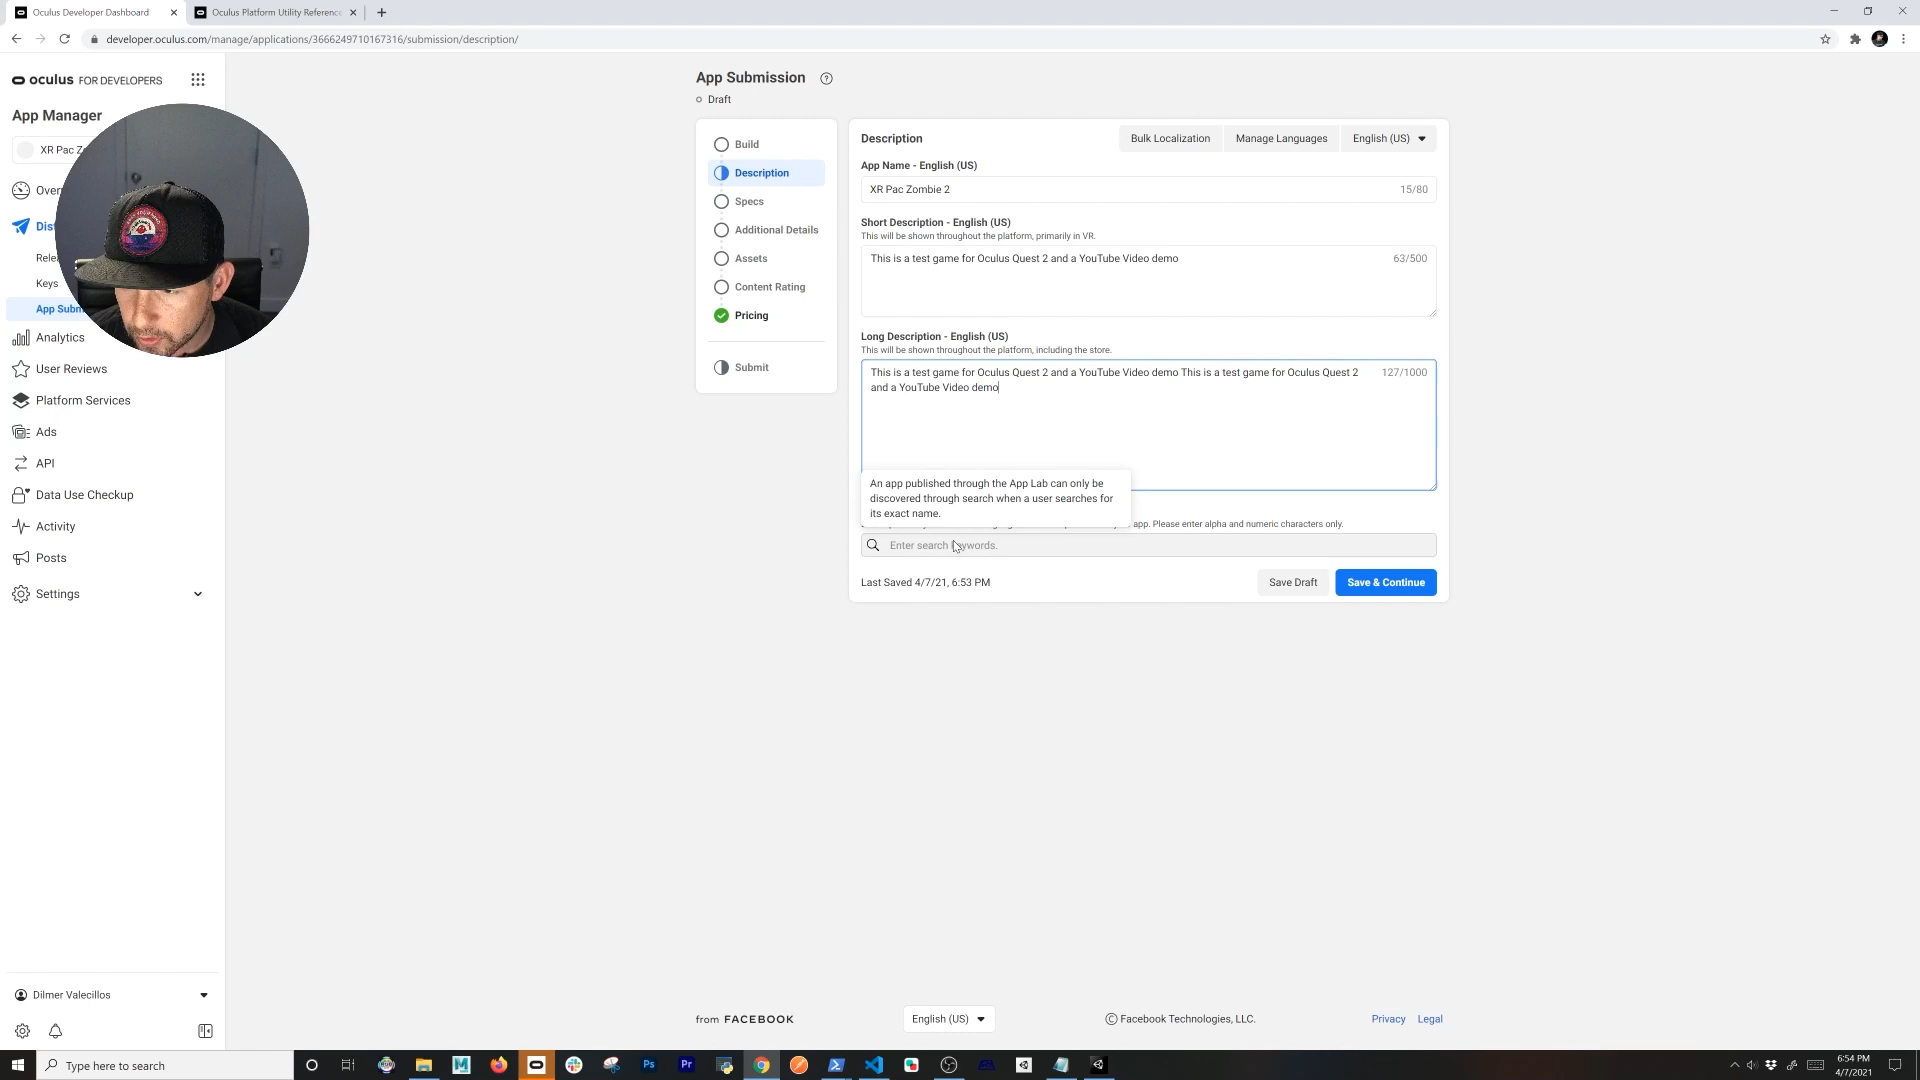 Oculus Developer Dashboard
Oculus Platform Utility Reference
developer.oculus.com/manage/applications/3666249710167316/submission/description/
oculus FOR DEVELOPERS
App Manager
XR Pac
Keys
Analytics
User Reviews
Platform Services
Ads
API
Data Use Checkup
Activity
Posts
Settings
Dilmer Valecillos
App Submission
Draft
Build
Description
Specs
Additional Details
Assets
Content Rating
Pricing
Submit
Description
Bulk Localization
Manage Languages
English (US)
App Name - English (US)
XR Pac Zombie 2
15/80
Short Description - English (US)
This will be shown throughout the platform, primarily in VR.
This is a test game for Oculus Quest 2 and a YouTube Video demo
63/500
Long Description - English (US)
This will be shown throughout the platform, including the store.
This is a test game for Oculus Quest 2 and a YouTube Video demo This is a test game for Oculus Quest 2
127/1000
and a YouTube Video demo
An app published through the App Lab can only be
discovered through search when a user searches for
its exact name.
app. Please enter alpha and numeric characters only.
Enter search keywords.
Last Saved 4/7/21, 6:53 PM
Save Draft
Save & Continue
from FACEBOOK
English (US)
© Facebook Technologies, LLC.
Privacy
Legal
Type here to search
Ps
Pr
6:54 PM
4/7/2021